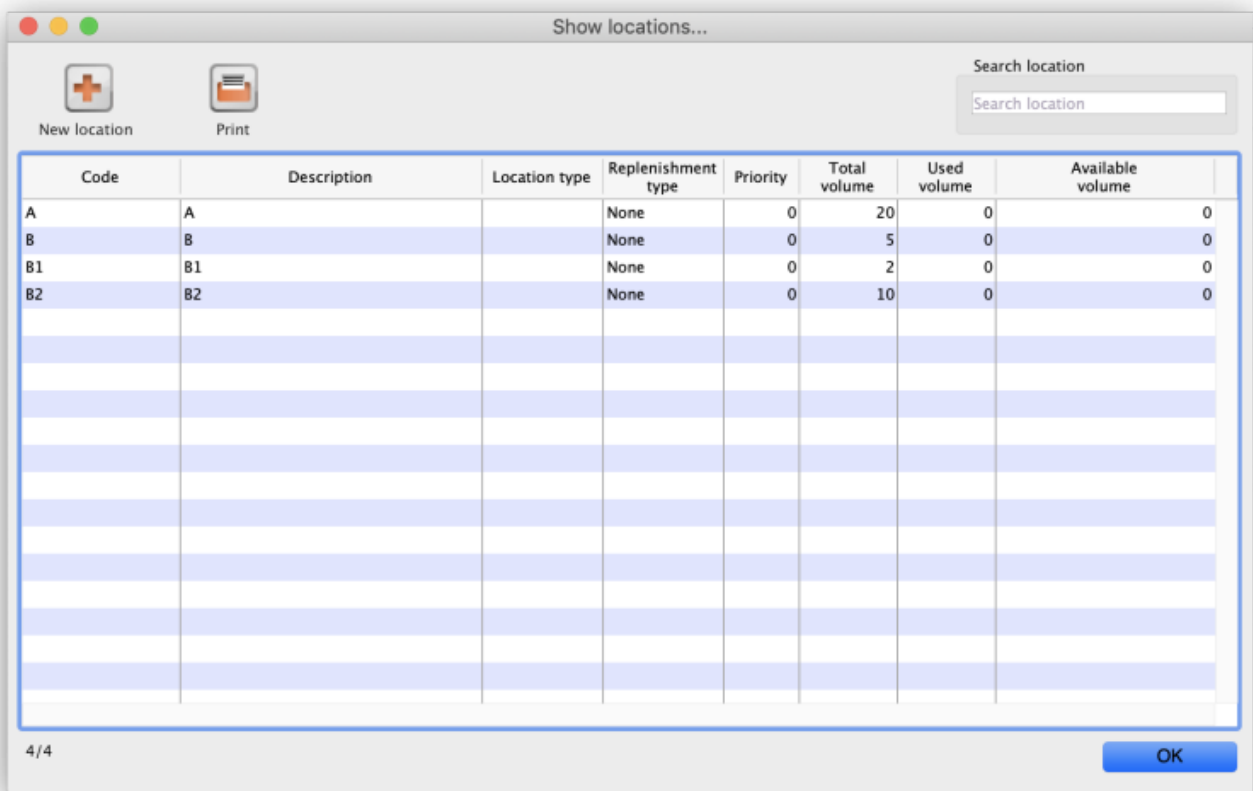 Show locations...
Search location
Search location
New location Print
Code Description Location type Replenishment type Priority Total volume Used volume Available volume
A A None 0 20 0 0
B B None 0 5 0 0
B1 B1 None 0 2 0 0
B2 B2 None 0 10 0 0
4/4
OK